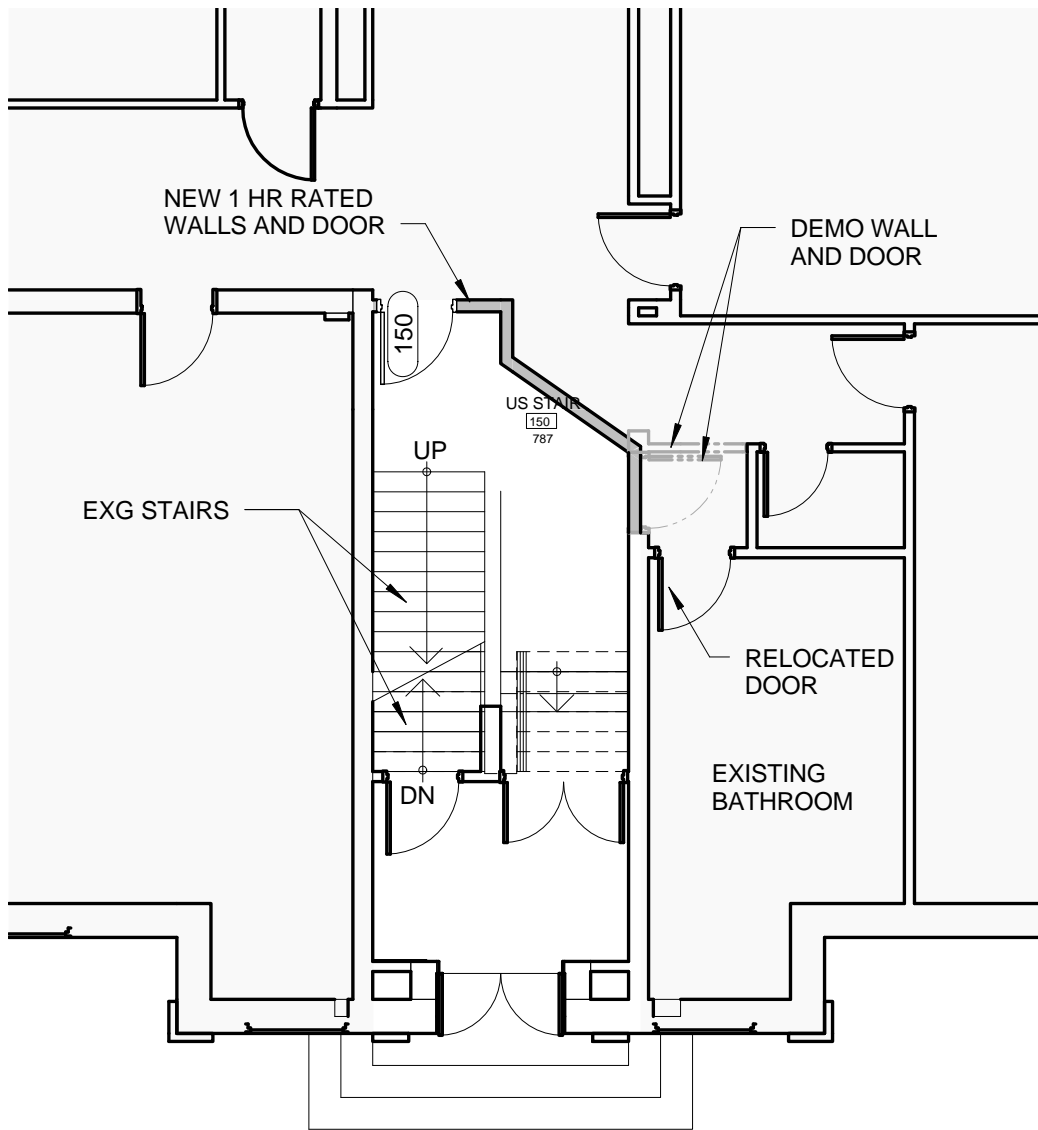 NEW 1 HR RATED
WALLS AND DOOR
DEMO WALL
AND DOOR
150
US STAIR
150
787
UP
EXG STAIRS
RELOCATED
DOOR
EXISTING
BATHROOM
DN